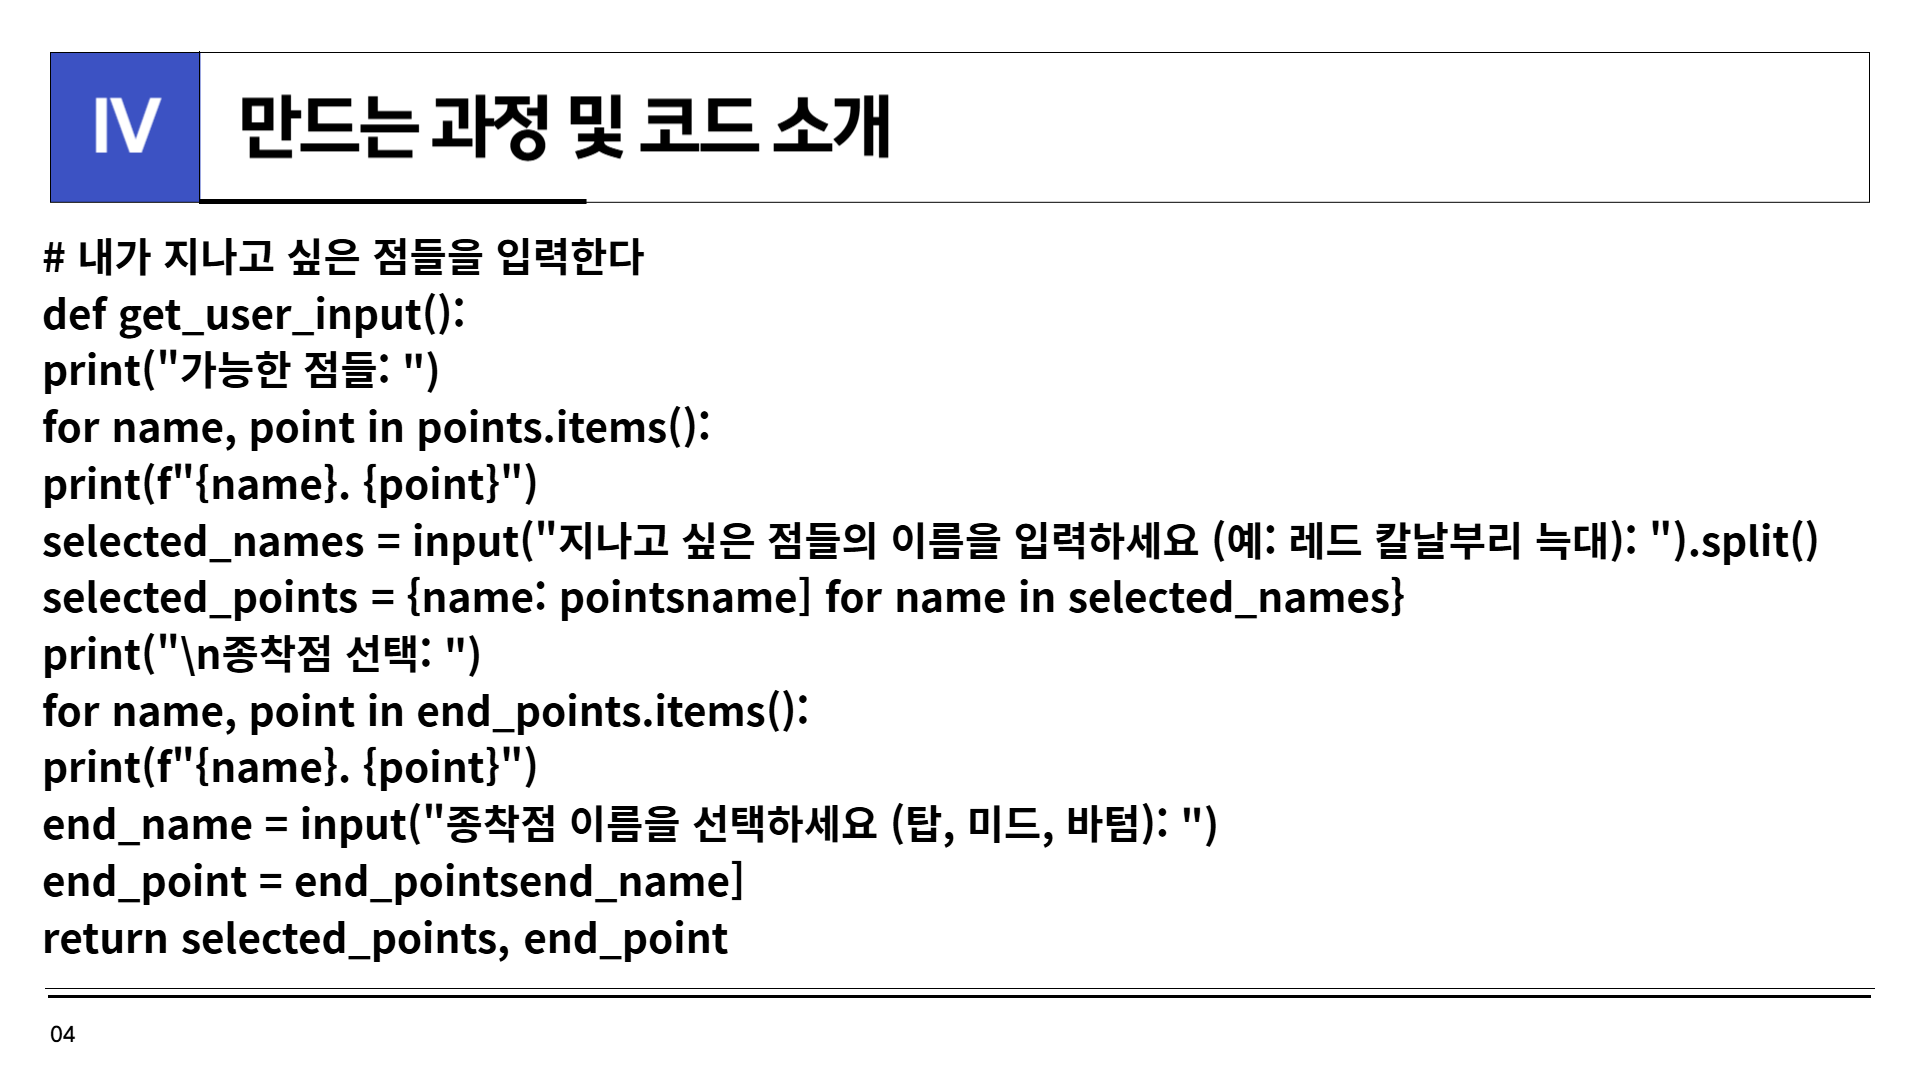 IV
만드는 과정 및 코드 소개
# 내가 지나고 싶은 점들을 입력한다
def get_user_input():
print("가능한 점들: ")
for name, point in points.items():
print(f"{name}. {point}")
selected_names = input("지나고 싶은 점들의 이름을 입력하세요 (예: 레드 칼날부리 늑대): ").split()
selected_points = {name: pointsname] for name in selected_names}
print("\n종착점 선택: ")
for name, point in end_points.items():
print(f"{name}. {point}")
end_name = input("종착점 이름을 선택하세요 (탑, 미드, 바텀): ")
end_point = end_pointsend_name]
return selected_points, end_point
04